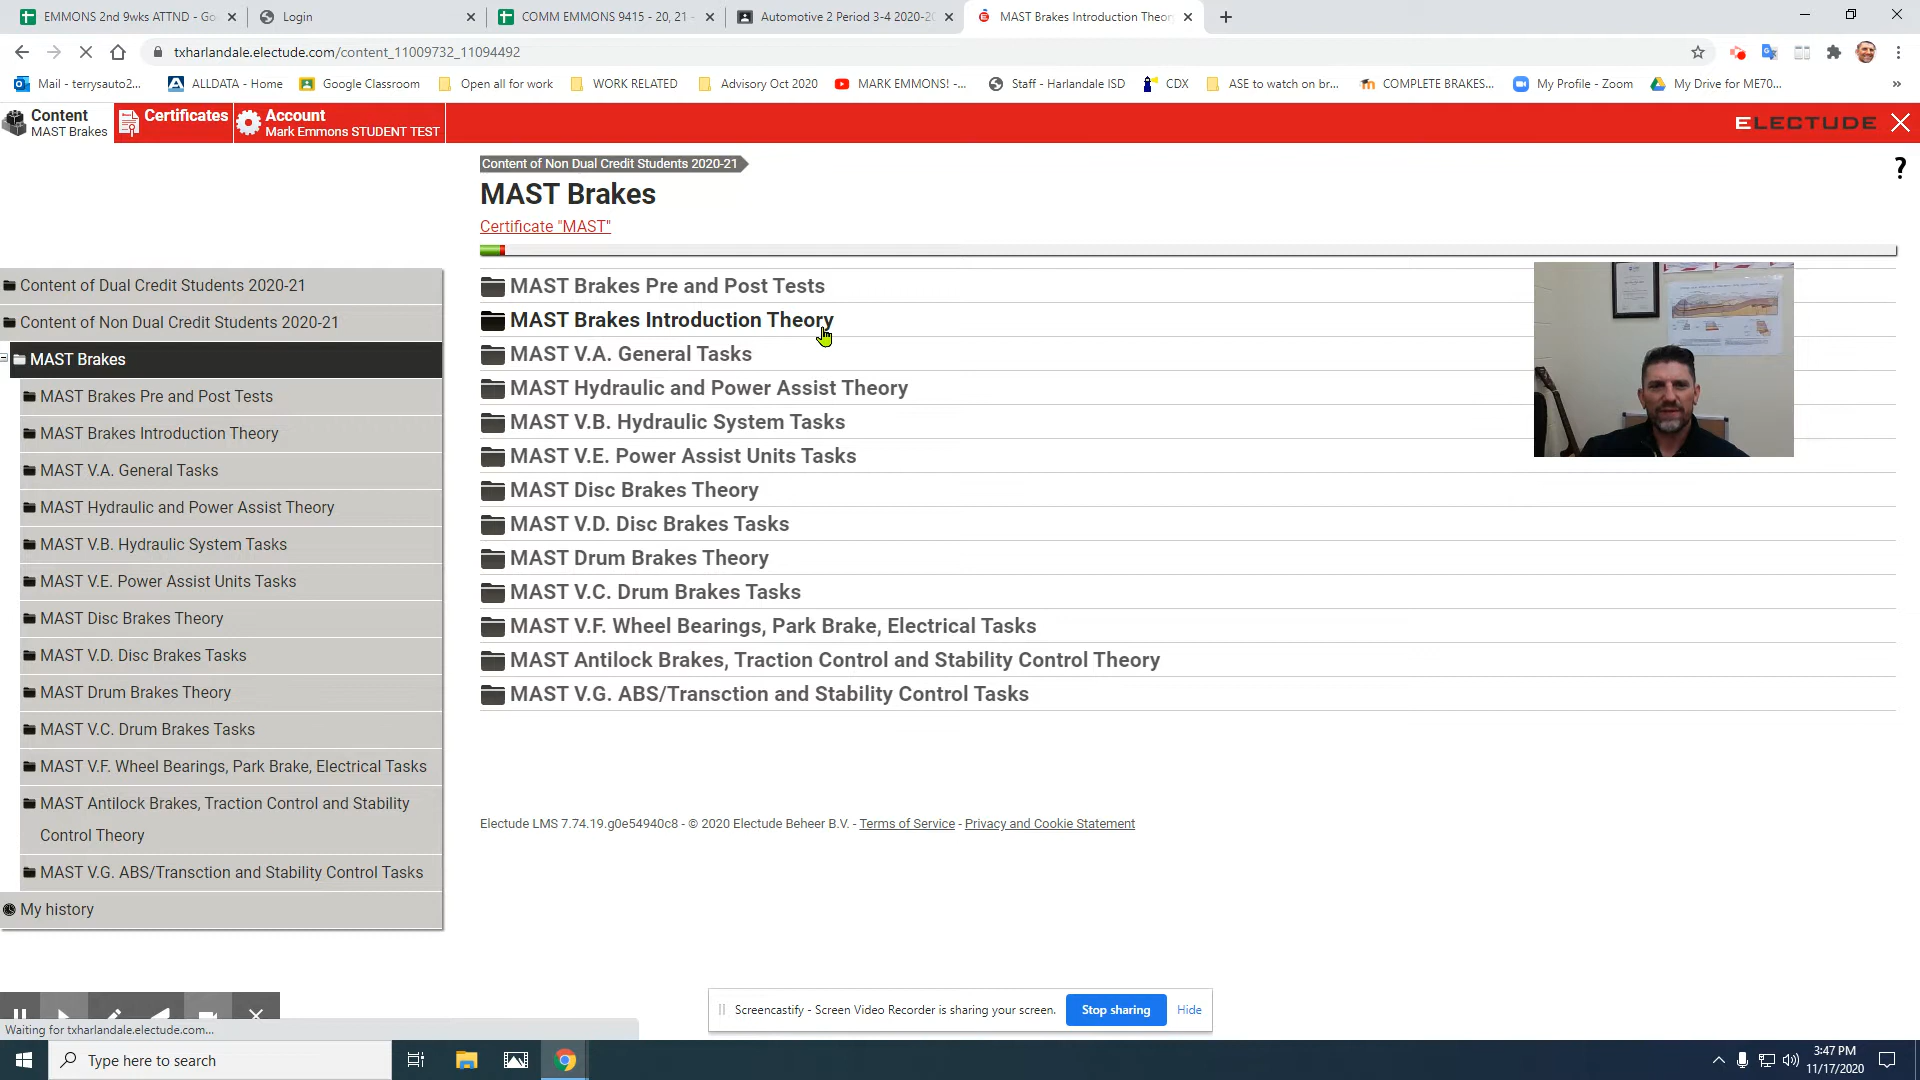 EMMONS 2nd 9wks ATTND - Go
Login
COMM EMMONS 9415 - 20, 21 -
Automotive 2 Period 3-4 2020-20
MAST Brakes Introduction Theor
txharlandale.electude.com/content_11009732_11094492
Mail - terrysauto2...
ALLDATA - Home
Google Classroom
Open all for work
WORK RELATED
Advisory Oct 2020
MARK EMMONS! -...
Staff - Harlandale ISD
CDX
ASE to watch on br...
COMPLETE BRAKES...
My Profile - Zoom
My Drive for ME70...
»
Content
MAST Brakes
Certificates
Account
Mark Emmons STUDENT TEST
ELECTUDE
?
Content of Non Dual Credit Students 2020-21
MAST Brakes
Certificate "MAST"
Content of Dual Credit Students 2020-21
Content of Non Dual Credit Students 2020-21
MAST Brakes
MAST Brakes Pre and Post Tests
MAST Brakes Introduction Theory
MAST V.A. General Tasks
MAST Hydraulic and Power Assist Theory
MAST V.B. Hydraulic System Tasks
MAST V.E. Power Assist Units Tasks
MAST Disc Brakes Theory
MAST V.D. Disc Brakes Tasks
MAST Drum Brakes Theory
MAST V.C. Drum Brakes Tasks
MAST V.F. Wheel Bearings, Park Brake, Electrical Tasks
MAST Antilock Brakes, Traction Control and Stability
Control Theory
MAST V.G. ABS/Transction and Stability Control Tasks
My history
MAST Brakes Pre and Post Tests
MAST Brakes Introduction Theory
MAST V.A. General Tasks
MAST Hydraulic and Power Assist Theory
MAST V.B. Hydraulic System Tasks
MAST V.E. Power Assist Units Tasks
MAST Disc Brakes Theory
MAST V.D. Disc Brakes Tasks
MAST Drum Brakes Theory
MAST V.C. Drum Brakes Tasks
MAST V.F. Wheel Bearings, Park Brake, Electrical Tasks
MAST Antilock Brakes, Traction Control and Stability Control Theory
MAST V.G. ABS/Transction and Stability Control Tasks
Electude LMS 7.74.19.g0e54940c8 - © 2020 Electude Beheer B.V. - Terms of Service - Privacy and Cookie Statement
Screencastify - Screen Video Recorder is sharing your screen.
Stop sharing
Hide
Waiting for txharlandale.electude.com...
Type here to search
3:47 PM
11/17/2020